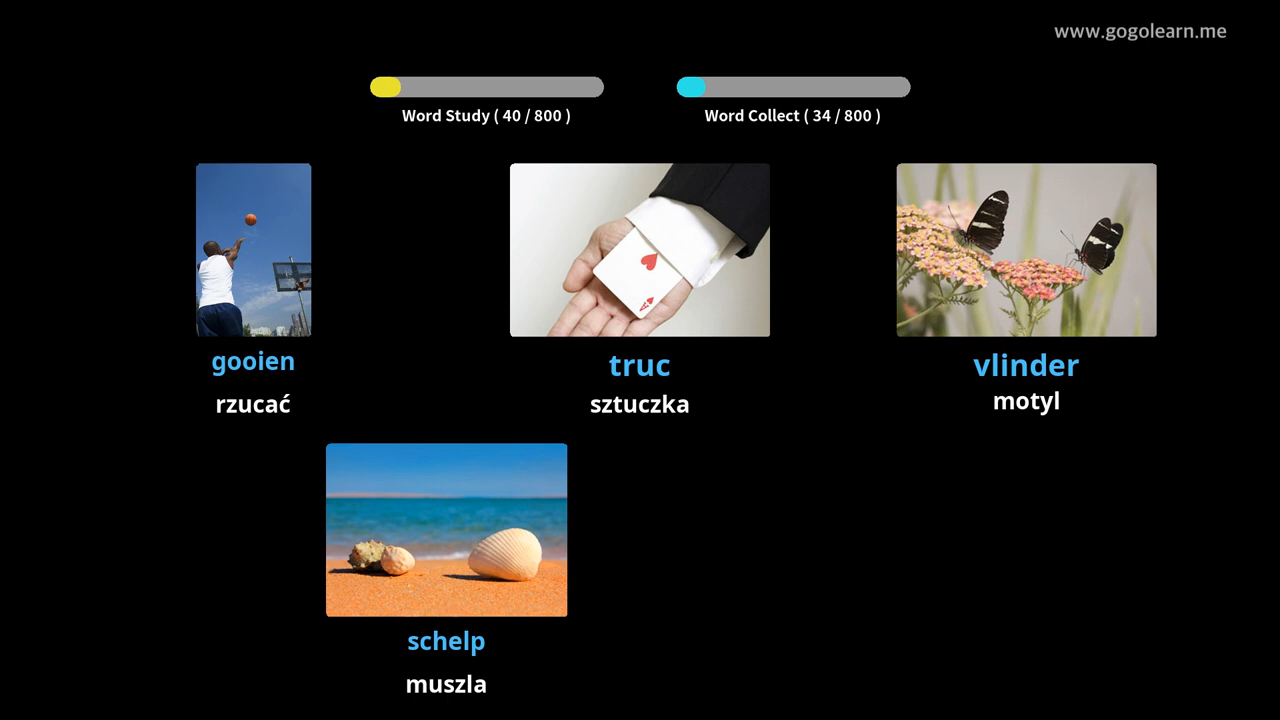 www.gogolearn.me
Word Study ( 40 / 800 )
Word Collect ( 34 / 800 )
gooien
rzucać
truc
sztuczka
vlinder
motyl
schelp
muszla